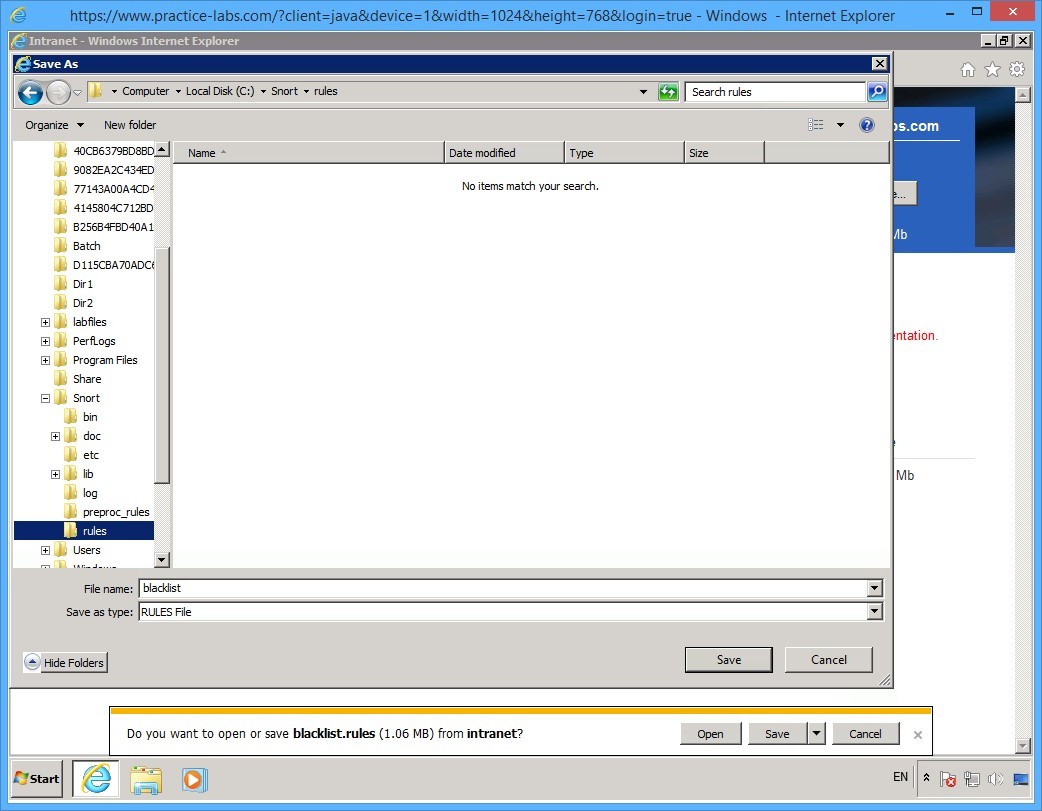 https://www.practice-labs.com/?client=java&device=1&width=1024&height=768&login=true - Windows - Internet Explorer
Intranet - Windows Internet Explorer
Save As
Computer Local Disk (C:) Snort rules
Search rules
Organize New folder
Name Date modified Type Size
No items match your search.
40CB6379BD8BD
9082EA2C434ED
77143A00A4CD4
4145804C712BD
B256B4FBD40A1
Batch
D115CBA70ADC6
Dir1
Dir2
labfiles
PerfLogs
Program Files
Share
Snort
bin
doc
etc
lib
log
preproc_rules
rules
Users
Windows
File name: blacklist
Save as type: RULES File
Hide Folders
Save Cancel
bs.com
e...
Mb
entation.
e
Mb
Do you want to open or save blacklist.rules (1.06 MB) from intranet?
Open Save Cancel
Start
EN